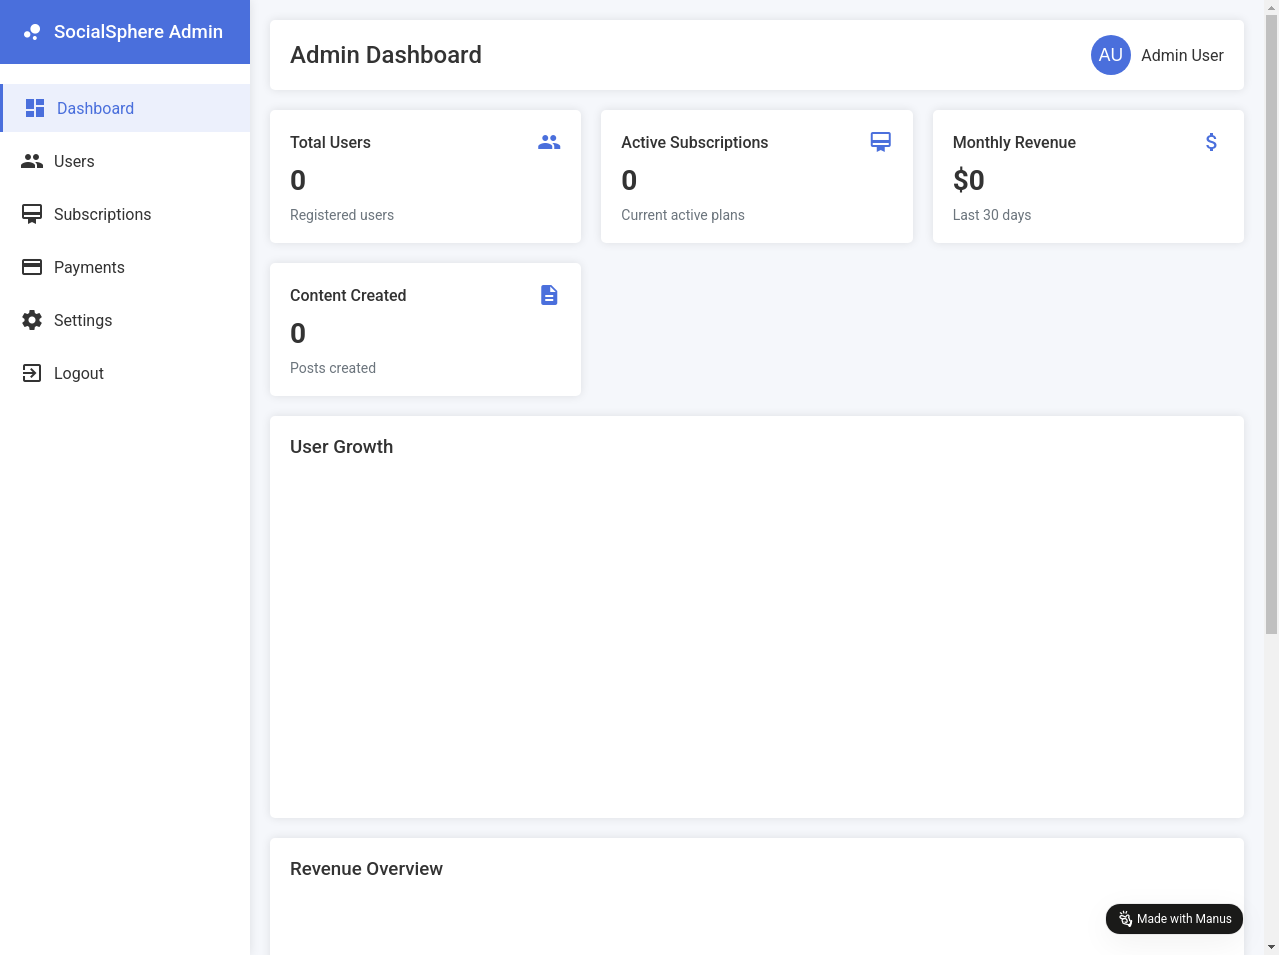 SocialSphere Admin
Dashboard
Users
Subscriptions
Payments
Settings
Logout
Admin Dashboard
AU Admin User
Total Users
0
Registered users
Active Subscriptions
0
Current active plans
Monthly Revenue
$0
Last 30 days
Content Created
0
Posts created
User Growth
Revenue Overview
Made with Manus